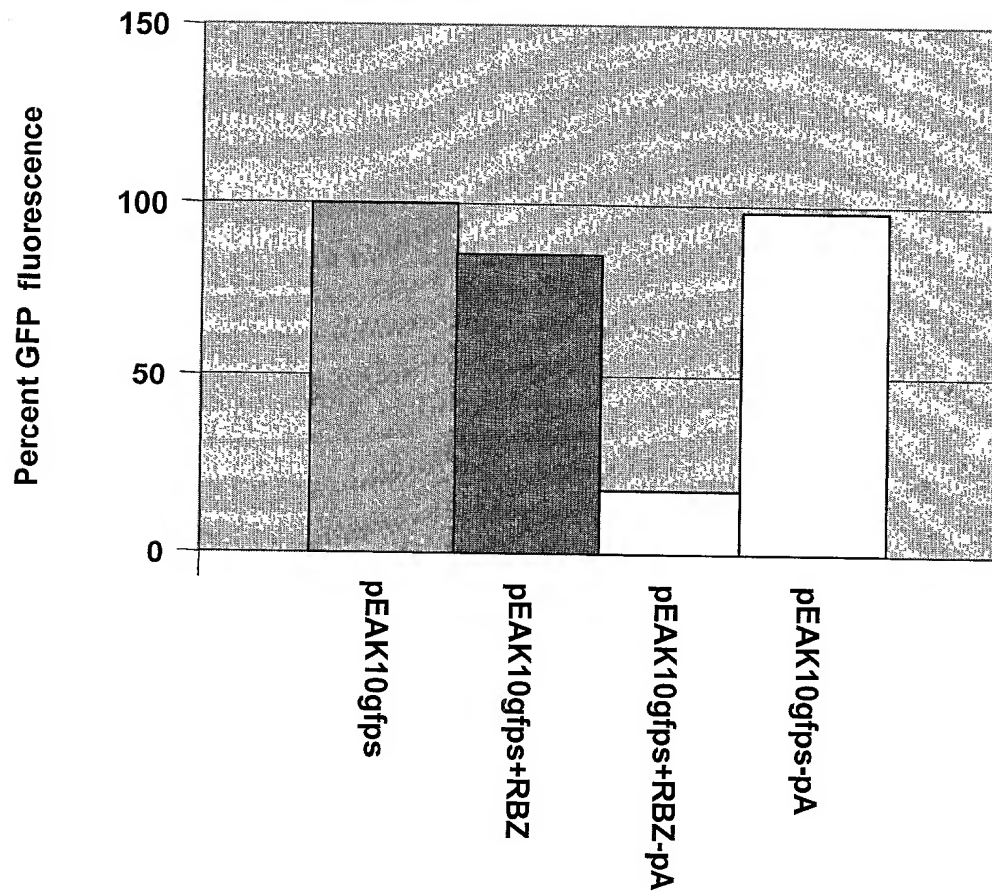 Percent GFP fluorescence
150
100
50
0
pEAK10gfps
pEAK10gfps+RBZ
pEAK10gfps+RBZ-pA
pEAK10gfps-pA